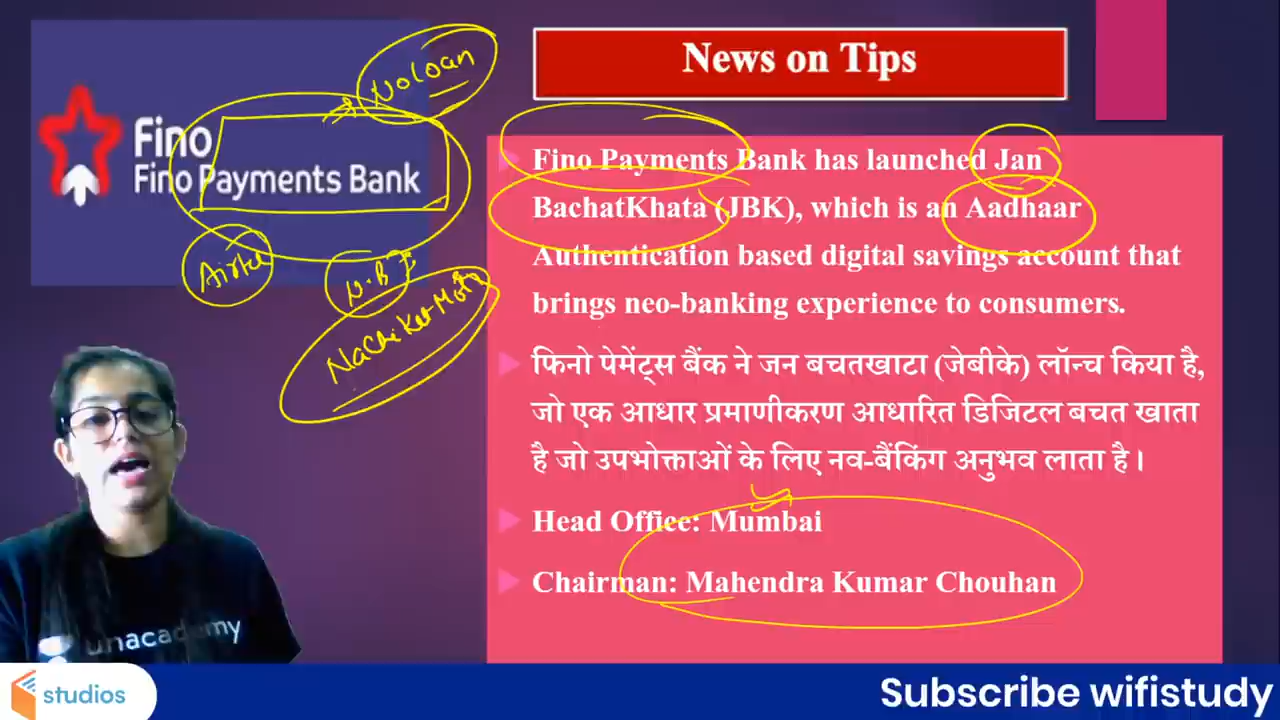 No loan
News on Tips
Fino
Fino Payments Bank
Airtel
N.B
Nachiket Mor
Fino Payments Bank has launched Jan
BachatKhata (JBK), which is an Aadhaar
Authentication based digital savings account that
brings neo-banking experience to consumers.
फिनो पेमेंट्स बैंक ने जन बचतखाटा (जेबीके) लॉन्च किया है,
जो एक आधार प्रमाणीकरण आधारित डिजिटल बचत खाता
है जो उपभोक्ताओं के लिए नव-बैंकिंग अनुभव लाता है।
Head Office: Mumbai
Chairman: Mahendra Kumar Chouhan
unacademy
studios
Subscribe wifistudy